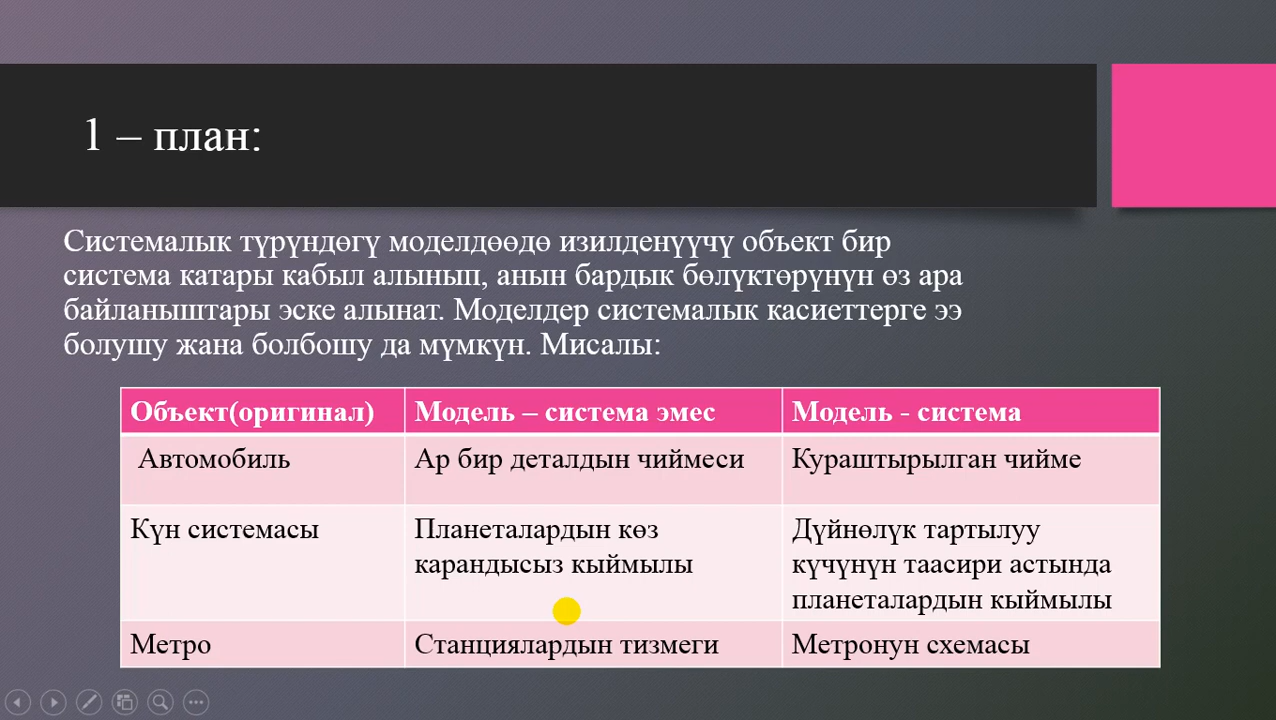 1 – план:
Системалык түрүндөгү моделдөөдө изилденүүчү объект бир
система катары кабыл алынып, анын бардык бөлүктөрүнүн өз ара
байланыштары эске алынат. Моделдер системалык касиеттерге ээ
болушу жана болбошу да мүмкүн. Мисалы:
Объект(оригинал)
Модель – система эмес
Модель - система
Автомобиль
Ар бир деталдын чиймеси
Кураштырылган чийме
Күн системасы
Планеталардын көз
карандысыз кыймылы
Дүйнөлүк тартылуу
күчүнүн таасири астында
планеталардын кыймылы
Метро
Станциялардын тизмеги
Метронун схемасы